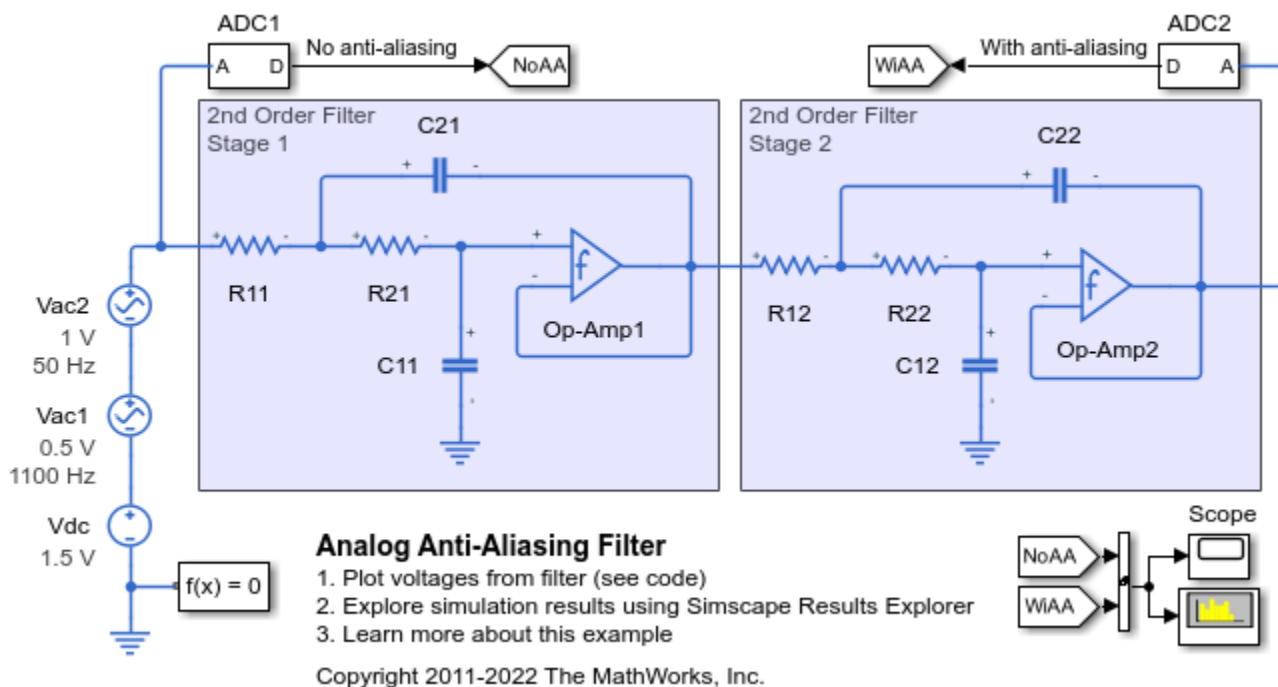 ADC1
ADC2
A D
No anti-aliasing
NoAA
WiAA
With anti-aliasing
D A
2nd Order Filter
Stage 1
2nd Order Filter
Stage 2
C21
C22
+ -
+ -
+ - + - +
-
+ - + - +
-
f
f
R11
R21
Op-Amp1
R12
R22
Op-Amp2
+
C11
-
+
C12
-
Vac2
1 V
50 Hz
Vac1
0.5 V
1100 Hz
Vdc
1.5 V
f(x) = 0
Analog Anti-Aliasing Filter
1. Plot voltages from filter (see code)
2. Explore simulation results using Simscape Results Explorer
3. Learn more about this example
Copyright 2011-2022 The MathWorks, Inc.
Scope
NoAA
WiAA